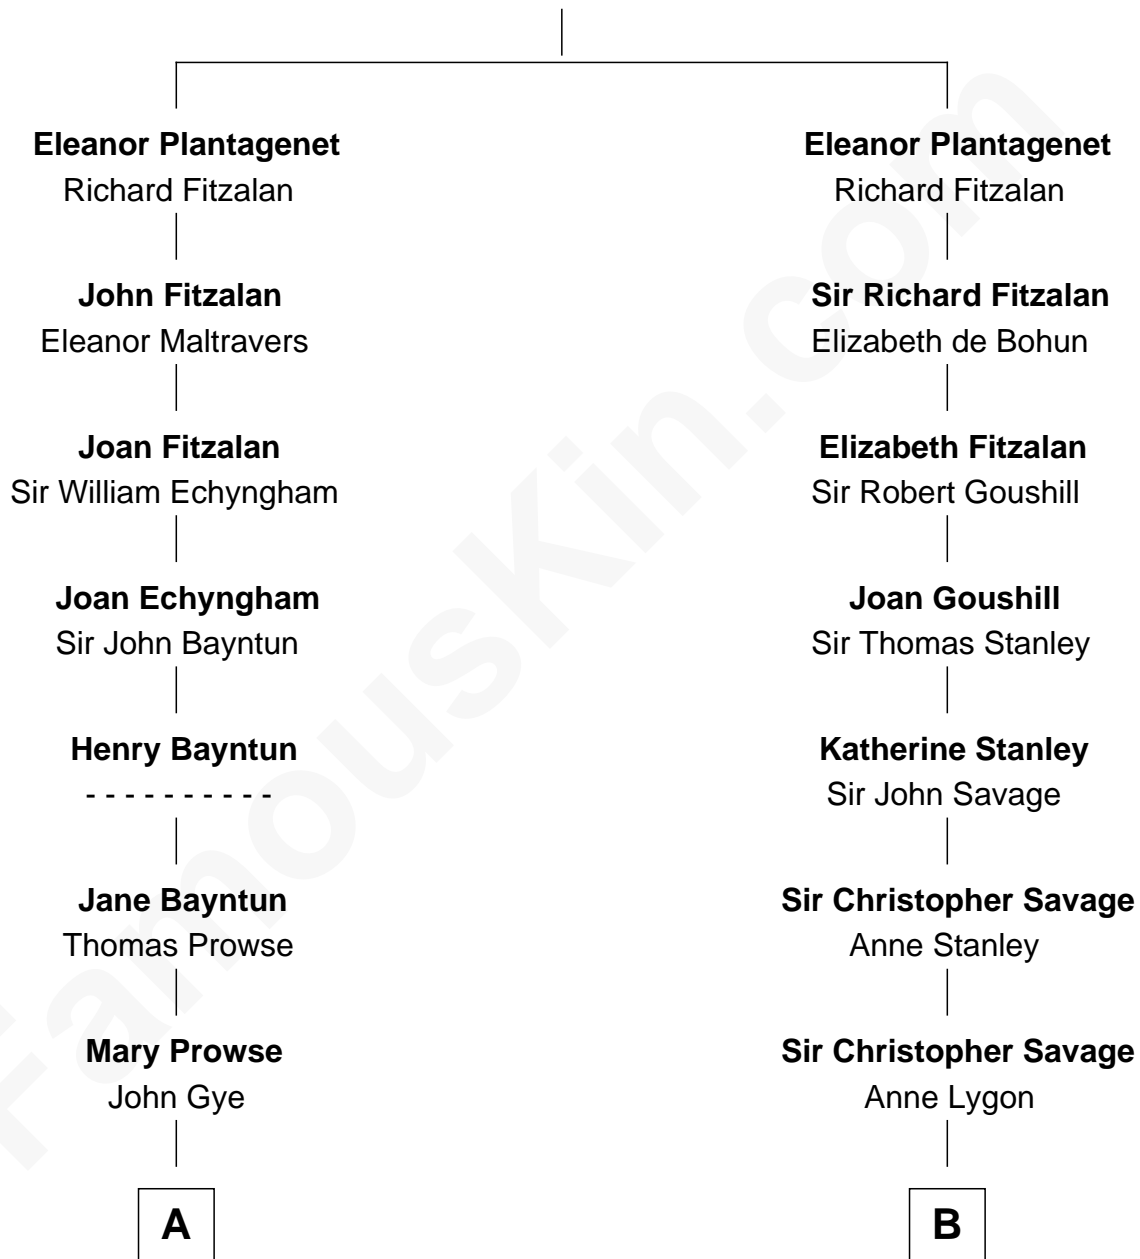 Eleanor Plantagenet
Richard Fitzalan
John Fitzalan
Eleanor Maltravers
Joan Fitzalan
Sir William Echyngham
Joan Echyngham
Sir John Bayntun
Henry Bayntun
- - - - - - - - - -
Jane Bayntun
Thomas Prowse
Mary Prowse
John Gye
A
Eleanor Plantagenet
Richard Fitzalan
Sir Richard Fitzalan
Elizabeth de Bohun
Elizabeth Fitzalan
Sir Robert Goushill
Joan Goushill
Sir Thomas Stanley
Katherine Stanley
Sir John Savage
Sir Christopher Savage
Anne Stanley
Sir Christopher Savage
Anne Lygon
B
FamousKin.com